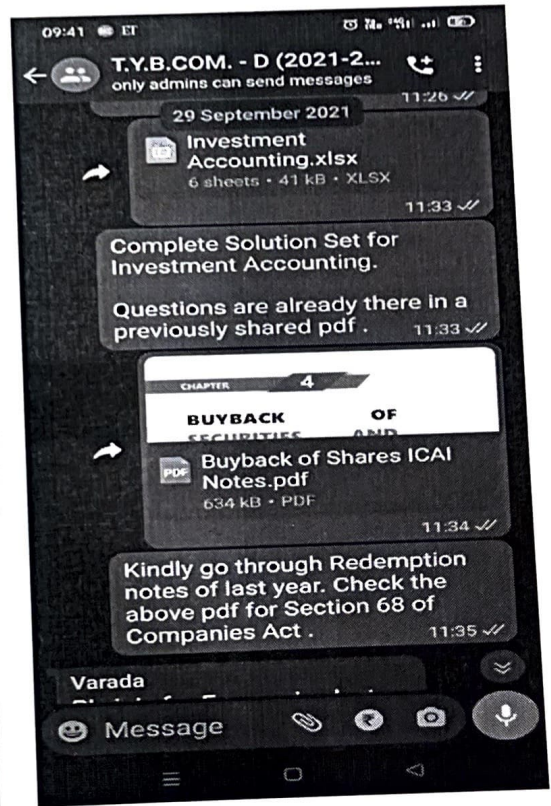 09:41 ET
T.Y.B.COM. - D (2021-2...
only admins can send messages
11:26
29 September 2021
Investment
Accounting.xlsx
6 sheets • 41 kB • XLSX
11:33
Complete Solution Set for
Investment Accounting.
Questions are already there in a
previously shared pdf . 11:33
CHAPTER 4
BUYBACK OF
SECURITIES AND
PDF
Buyback of Shares ICAI
Notes.pdf
634 kB • PDF
11:34
Kindly go through Redemption
notes of last year. Check the
above pdf for Section 68 of
Companies Act . 11:35
Varada
Message